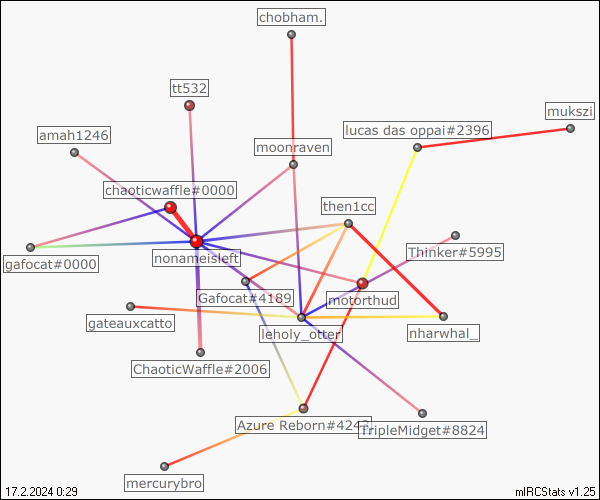 chobham.
tt532
mukszi
lucas das oppai#2396
amah1246
moonraven
chaoticwaffle#0000
then1cc
Thinker#5995
nonameisleft
gafocat#0000
Gafocat#4189
motorthud
gateauxcatto
leholy_otter
nharwhal_
ChaoticWaffle#2006
Azure Reborn#4243
TripleMidget#8824
mercurybro
17.2.2024 0:29
mIRCStats v1.25